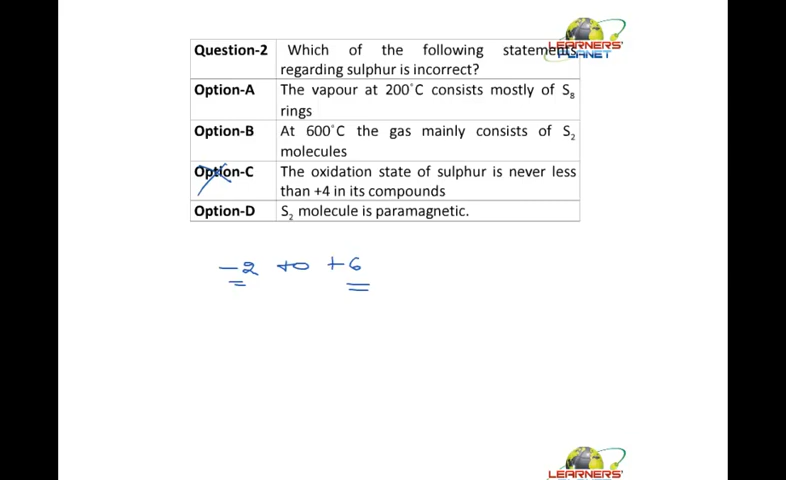 LEARNERS'
PLANET
Question-2 Which of the following statements
regarding sulphur is incorrect?
Option-A The vapour at 200°C consists mostly of S₈
rings
Option-B At 600°C the gas mainly consists of S₂
molecules
Option-C The oxidation state of sulphur is never less
than +4 in its compounds
Option-D S₂ molecule is paramagnetic.
-2 to +6
LEARNERS'